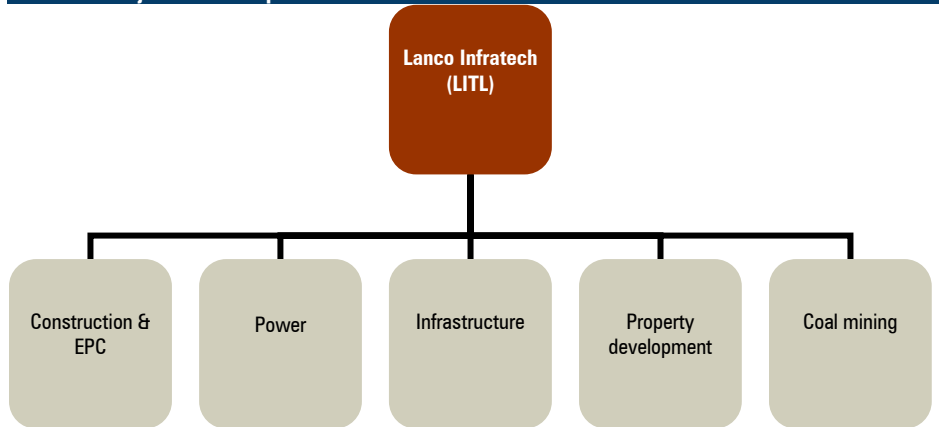 Lanco Infratech
(LITL)
Construction &
EPC
Power
Infrastructure
Property
development
Coal mining